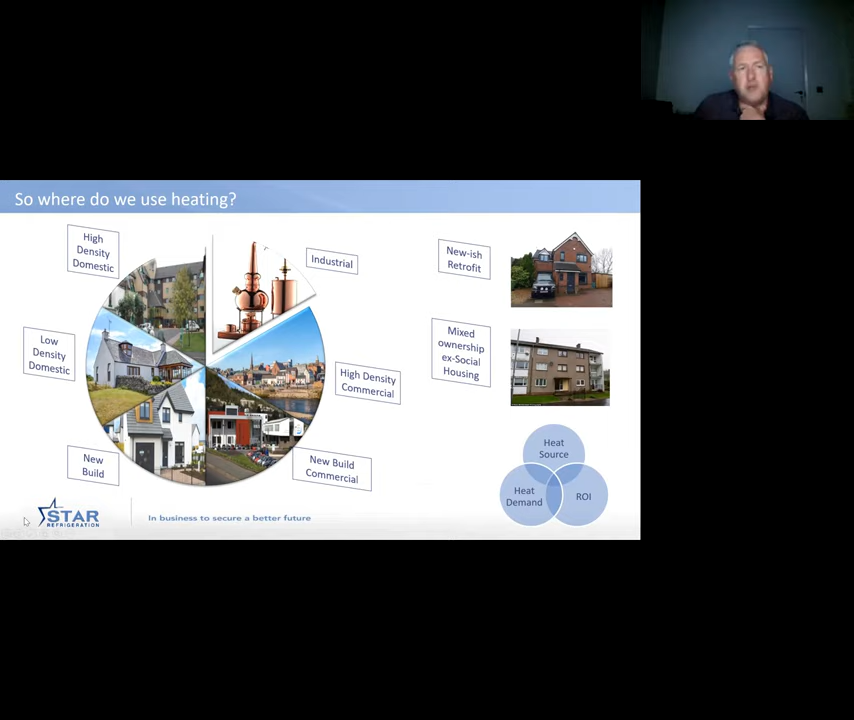 So where do we use heating?
High
Density
Domestic
Industrial
New-ish
Retrofit
Low
Density
Domestic
Mixed
ownership
ex-Social
Housing
High Density
Commercial
New
Build
New Build
Commercial
Heat
Source
Heat
Demand
ROI
STAR
REFRIGERATION
In business to secure a better future